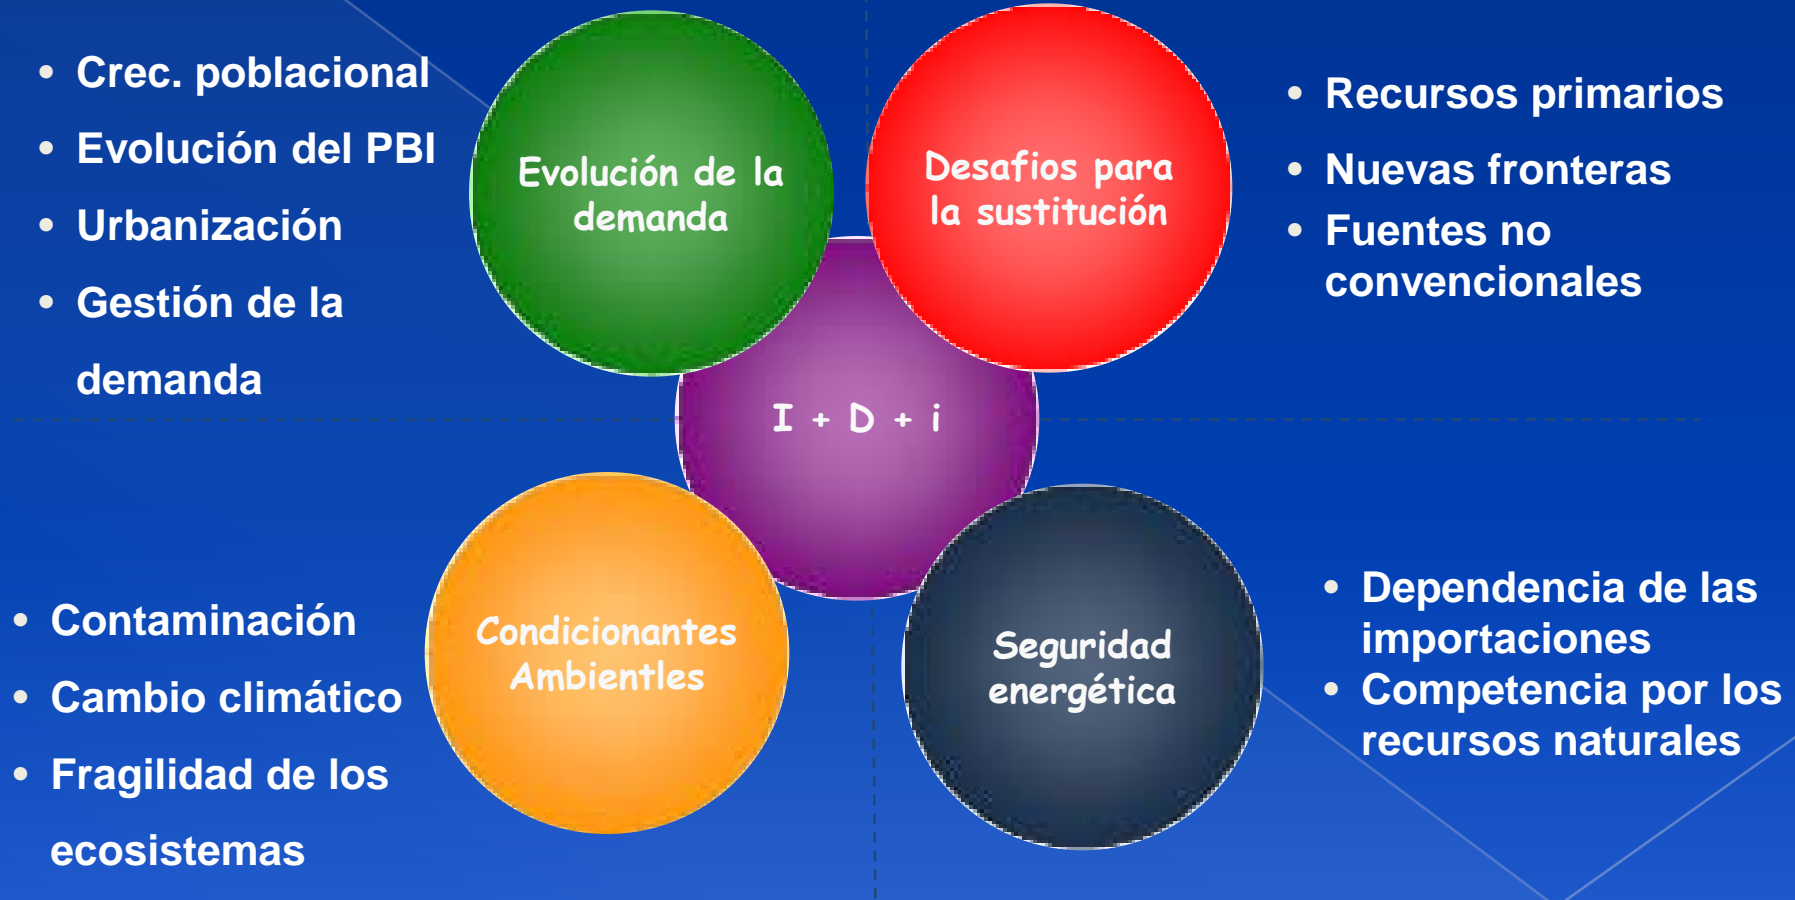 • Crec. poblacional
• Evolución del PBI
• Urbanización
• Gestión de la
demanda
Evolución de la
demanda
Desafios para
la sustitución
• Recursos primarios
• Nuevas fronteras
• Fuentes no
convencionales
I + D + i
• Contaminación
• Cambio climático
• Fragilidad de los
ecosistemas
Condicionantes
Ambientles
Seguridad
energética
• Dependencia de las
importaciones
• Competencia por los
recursos naturales